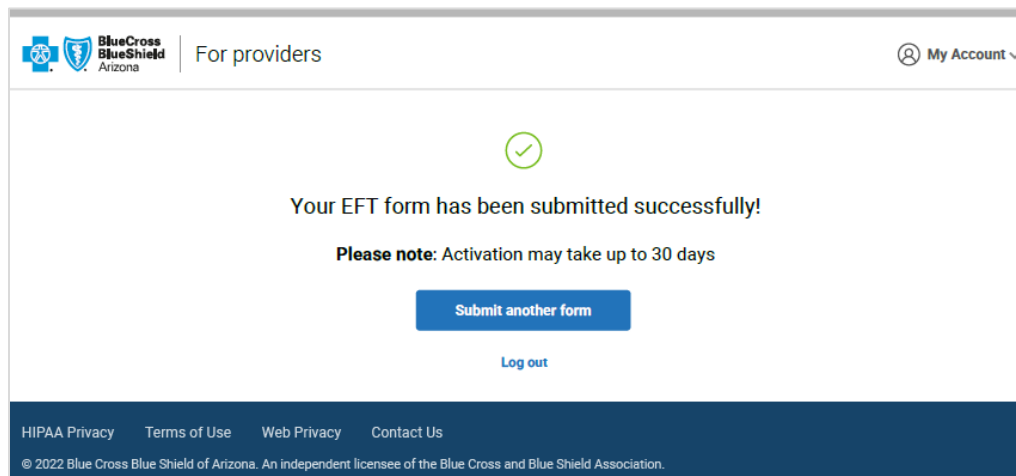 BlueCross
BlueShield
Arizona
For providers
My Account
Your EFT form has been submitted successfully!
Please note: Activation may take up to 30 days
Submit another form
Log out
HIPAA Privacy Terms of Use Web Privacy Contact Us
© 2022 Blue Cross Blue Shield of Arizona. An independent licensee of the Blue Cross and Blue Shield Association.